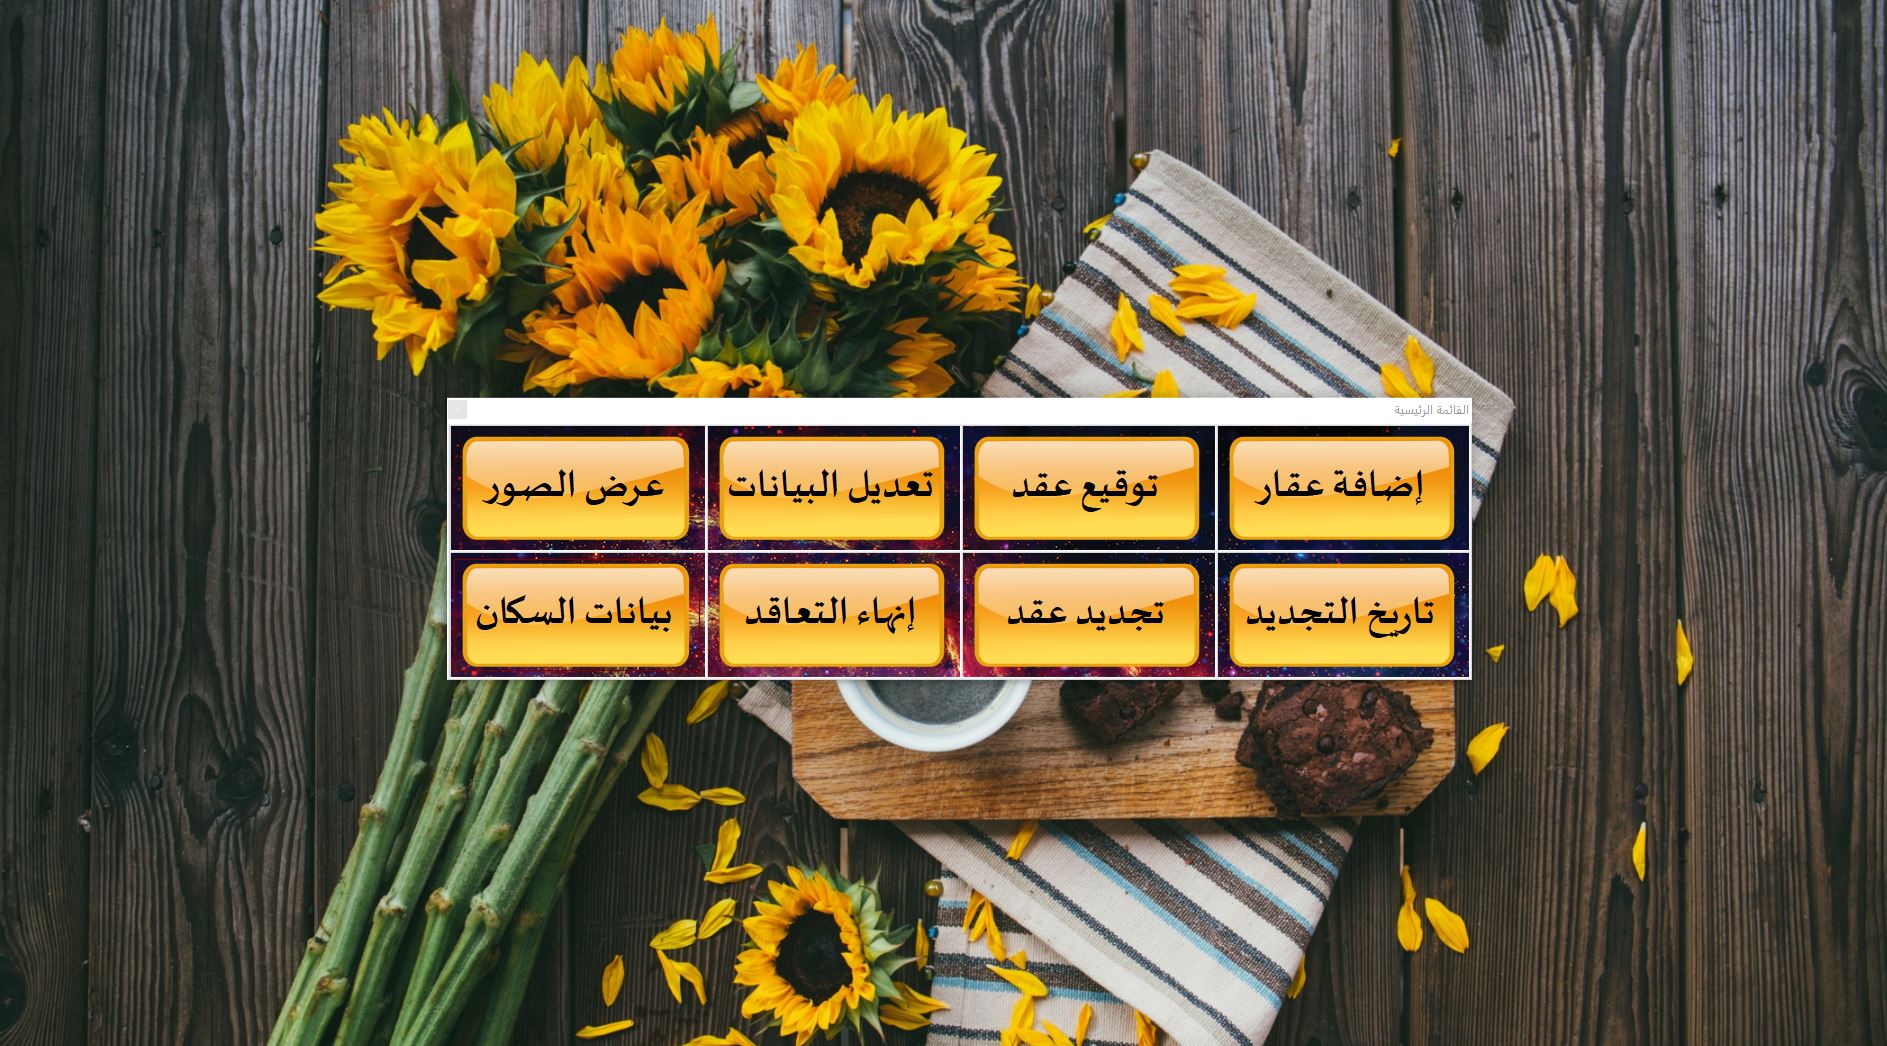 القائمة الرئيسية
إضافة عقار
توقيع عقد
تعديل البيانات
عرض الصور
تاريخ التجديد
تجديد عقد
إنهاء التعاقد
بيانات السكان